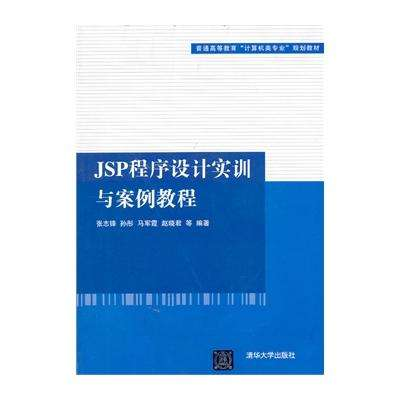 普通高等教育“计算机类专业”规划教材
JSP程序设计实训
与案例教程
张志锋 孙彤 马军霞 赵晓君 等 编著
清华大学出版社